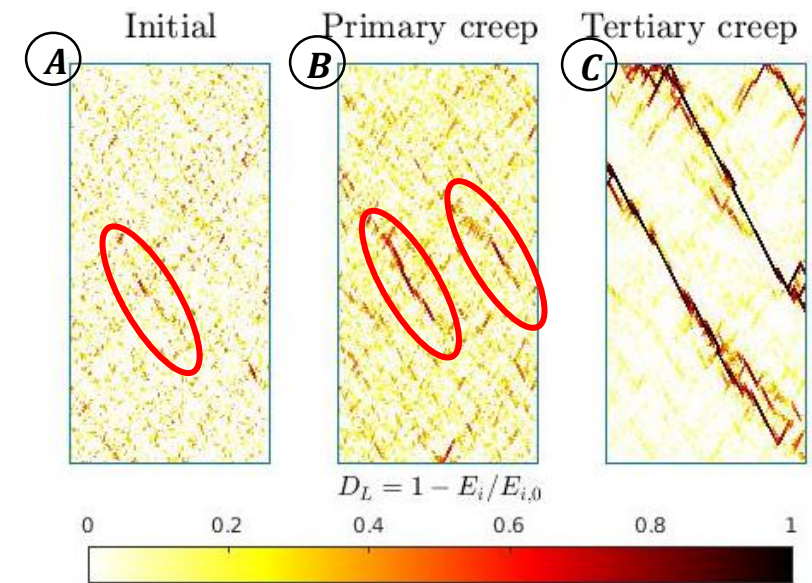 Initial
Primary creep
Tertiary creep
A
B
C
D_L = 1 − E_i/E_{i,0}
0 0.2 0.4 0.6 0.8 1